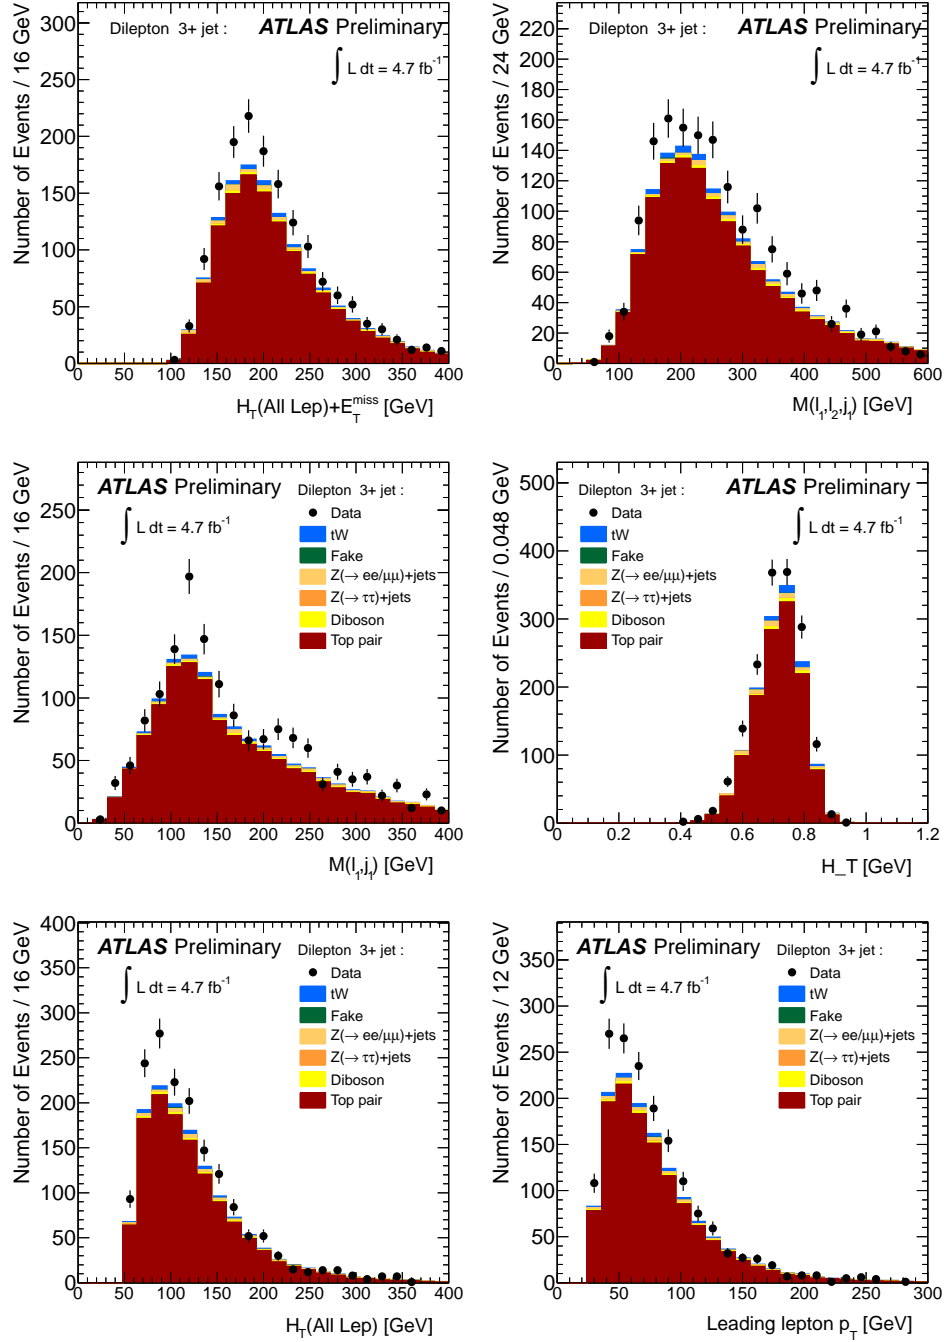 Number of Events / 16 GeV
Dilepton 3+ jet :
ATLAS Preliminary
∫ L dt = 4.7 fb⁻¹
300
250
200
150
100
50
0
0 50 100 150 200 250 300 350 400
H_T(All Lep)+E_T^miss [GeV]
Number of Events / 24 GeV
Dilepton 3+ jet :
ATLAS Preliminary
∫ L dt = 4.7 fb⁻¹
220
200
180
160
140
120
100
80
60
40
20
0
0 100 200 300 400 500 600
M(l_1,l_2,j_1) [GeV]
Number of Events / 16 GeV
ATLAS Preliminary
∫ L dt = 4.7 fb⁻¹
Dilepton 3+ jet :
Data
tW
Fake
Z(→ ee/μμ)+jets
Z(→ ττ)+jets
Diboson
Top pair
250
200
150
100
50
0
0 50 100 150 200 250 300 350 400
M(l_1,j_1) [GeV]
Number of Events / 0.048 GeV
Dilepton 3+ jet :
Data
tW
Fake
Z(→ ee/μμ)+jets
Z(→ ττ)+jets
Diboson
Top pair
ATLAS Preliminary
∫ L dt = 4.7 fb⁻¹
500
400
300
200
100
0
0 0.2 0.4 0.6 0.8 1 1.2
H_T [GeV]
Number of Events / 16 GeV
ATLAS Preliminary
∫ L dt = 4.7 fb⁻¹
Dilepton 3+ jet :
Data
tW
Fake
Z(→ ee/μμ)+jets
Z(→ ττ)+jets
Diboson
Top pair
400
350
300
250
200
150
100
50
0
0 50 100 150 200 250 300 350 400
H_T(All Lep) [GeV]
Number of Events / 12 GeV
ATLAS Preliminary
∫ L dt = 4.7 fb⁻¹
Dilepton 3+ jet :
Data
tW
Fake
Z(→ ee/μμ)+jets
Z(→ ττ)+jets
Diboson
Top pair
350
300
250
200
150
100
50
0
0 50 100 150 200 250 300
Leading lepton p_T [GeV]